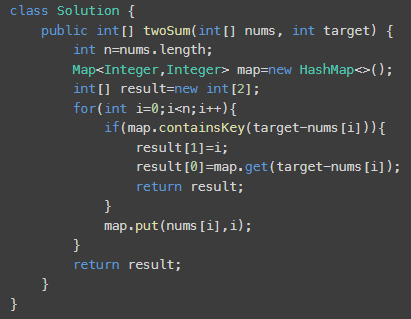 class Solution {
    public int[] twoSum(int[] nums, int target) {
        int n=nums.length;
        Map<Integer,Integer> map=new HashMap<>();
        int[] result=new int[2];
        for(int i=0;i<n;i++){
            if(map.containsKey(target-nums[i])){
                result[1]=i;
                result[0]=map.get(target-nums[i]);
                return result;
            }
            map.put(nums[i],i);
        }
        return result;
    }
}